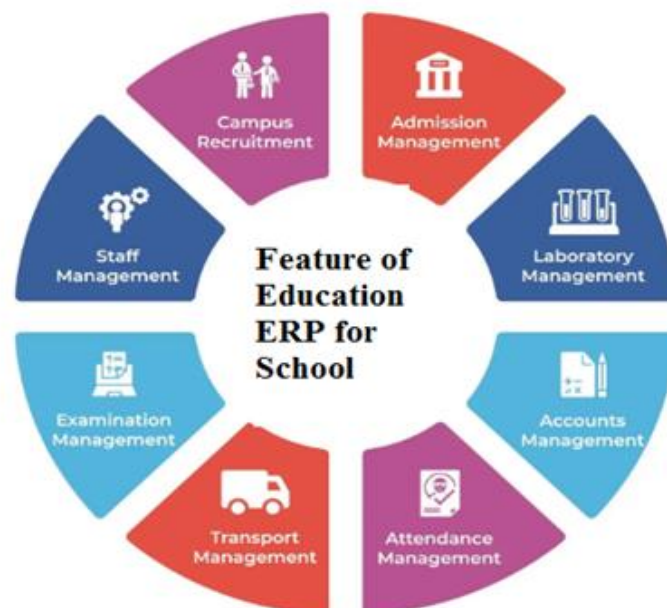 Campus
Recruitment
Admission
Management
Staff
Management
Laboratory
Management
Feature of
Education
ERP for
School
Examination
Management
Accounts
Management
Transport
Management
Attendance
Management